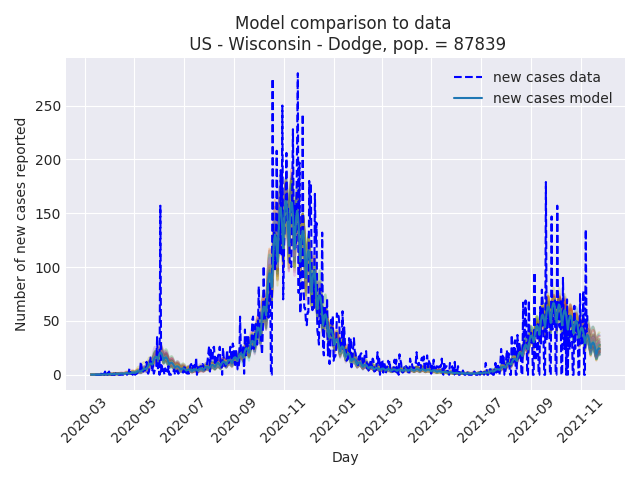 Model comparison to data
US - Wisconsin - Dodge, pop. = 87839
new cases data
new cases model
Number of new cases reported
250
200
150
100
50
0
2020-03
2020-05
2020-07
2020-09
2020-11
2021-01
2021-03
2021-05
2021-07
2021-09
2021-11
Day